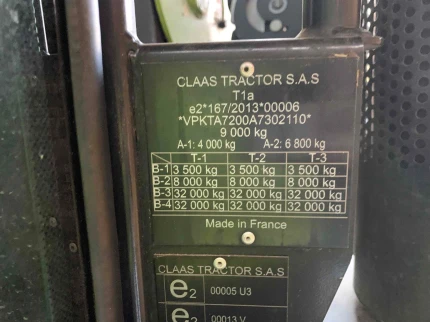 CLAAS TRACTOR S.A.S
T1a
e2*167/2013*00006
*VPKTA7200A7302110*
9 000 kg
A-1: 4 000 kg A-2: 6 800 kg
T-1 T-2 T-3
B-1 3 500 kg 3 500 kg 3 500 kg
B-2 8 000 kg 8 000 kg 8 000 kg
B-3 32 000 kg 32 000 kg 32 000 kg
B-4 32 000 kg 32 000 kg 32 000 kg
Made in France
CLAAS TRACTOR S.A.S
e2 00005 U3
e2 00013 V